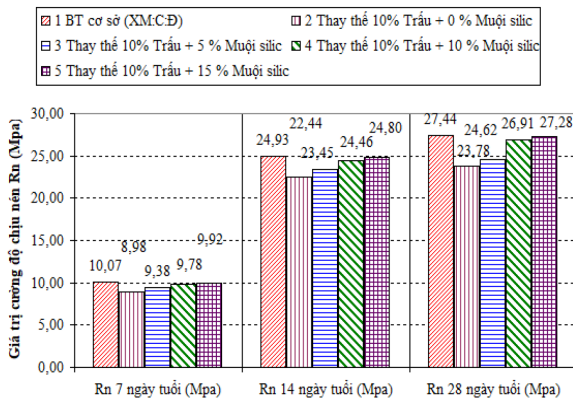 1 BT cơ sở (XM:C:Đ)
2 Thay thế 10% Trấu + 0 % Muội silic
3 Thay thế 10% Trấu + 5 % Muội silic
4 Thay thế 10% Trấu + 10 % Muội silic
5 Thay thế 10% Trấu + 15 % Muội silic
Giá trị cường độ chịu nén Rn (Mpa)
30,00
25,00
20,00
15,00
10,00
5,00
0,00
10,07
8,98
9,38
9,78
9,92
24,93
22,44
23,45
24,46
24,80
27,44
23,78
24,62
26,91
27,28
Rn 7 ngày tuổi (Mpa)
Rn 14 ngày tuổi (Mpa)
Rn 28 ngày tuổi (Mpa)